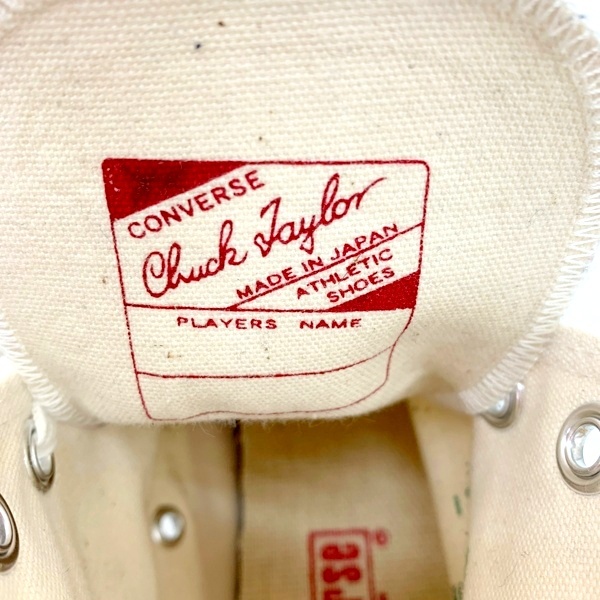 CONVERSE
Chuck Taylor
MADE IN JAPAN
ATHLETIC
SHOES
PLAYERS NAME